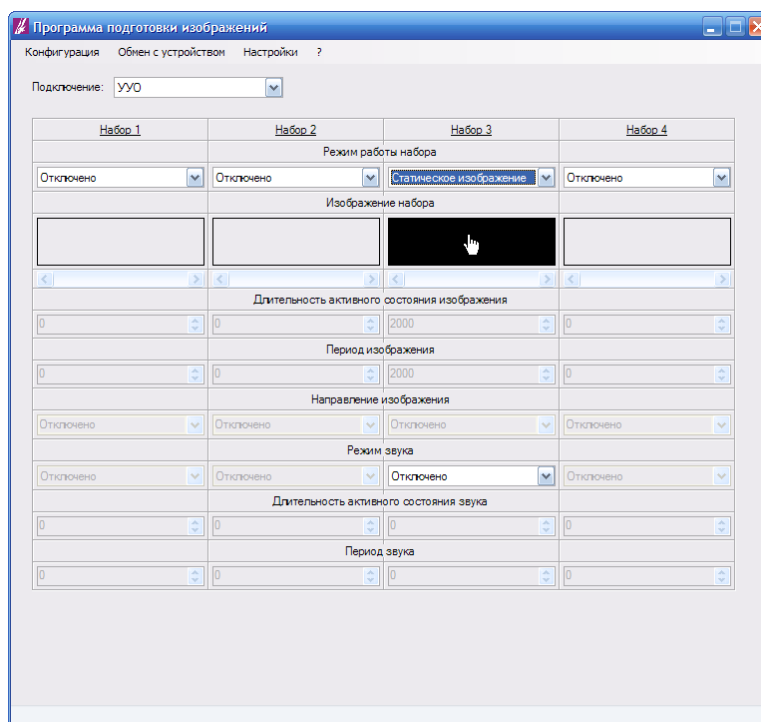 Программа подготовки изображений
Конфигурация Обмен с устройством Настройки ?
Подключение: УУО
Набор 1 Набор 2 Набор 3 Набор 4
Режим работы набора
Отключено Отключено Статическое изображение Отключено
Изображение набора
Длительность активного состояния изображения
0 0 2000 0
Период изображения
0 0 2000 0
Направление изображения
Отключено Отключено Отключено Отключено
Режим звука
Отключено Отключено Отключено Отключено
Длительность активного состояния звука
0 0 0 0
Период звука
0 0 0 0